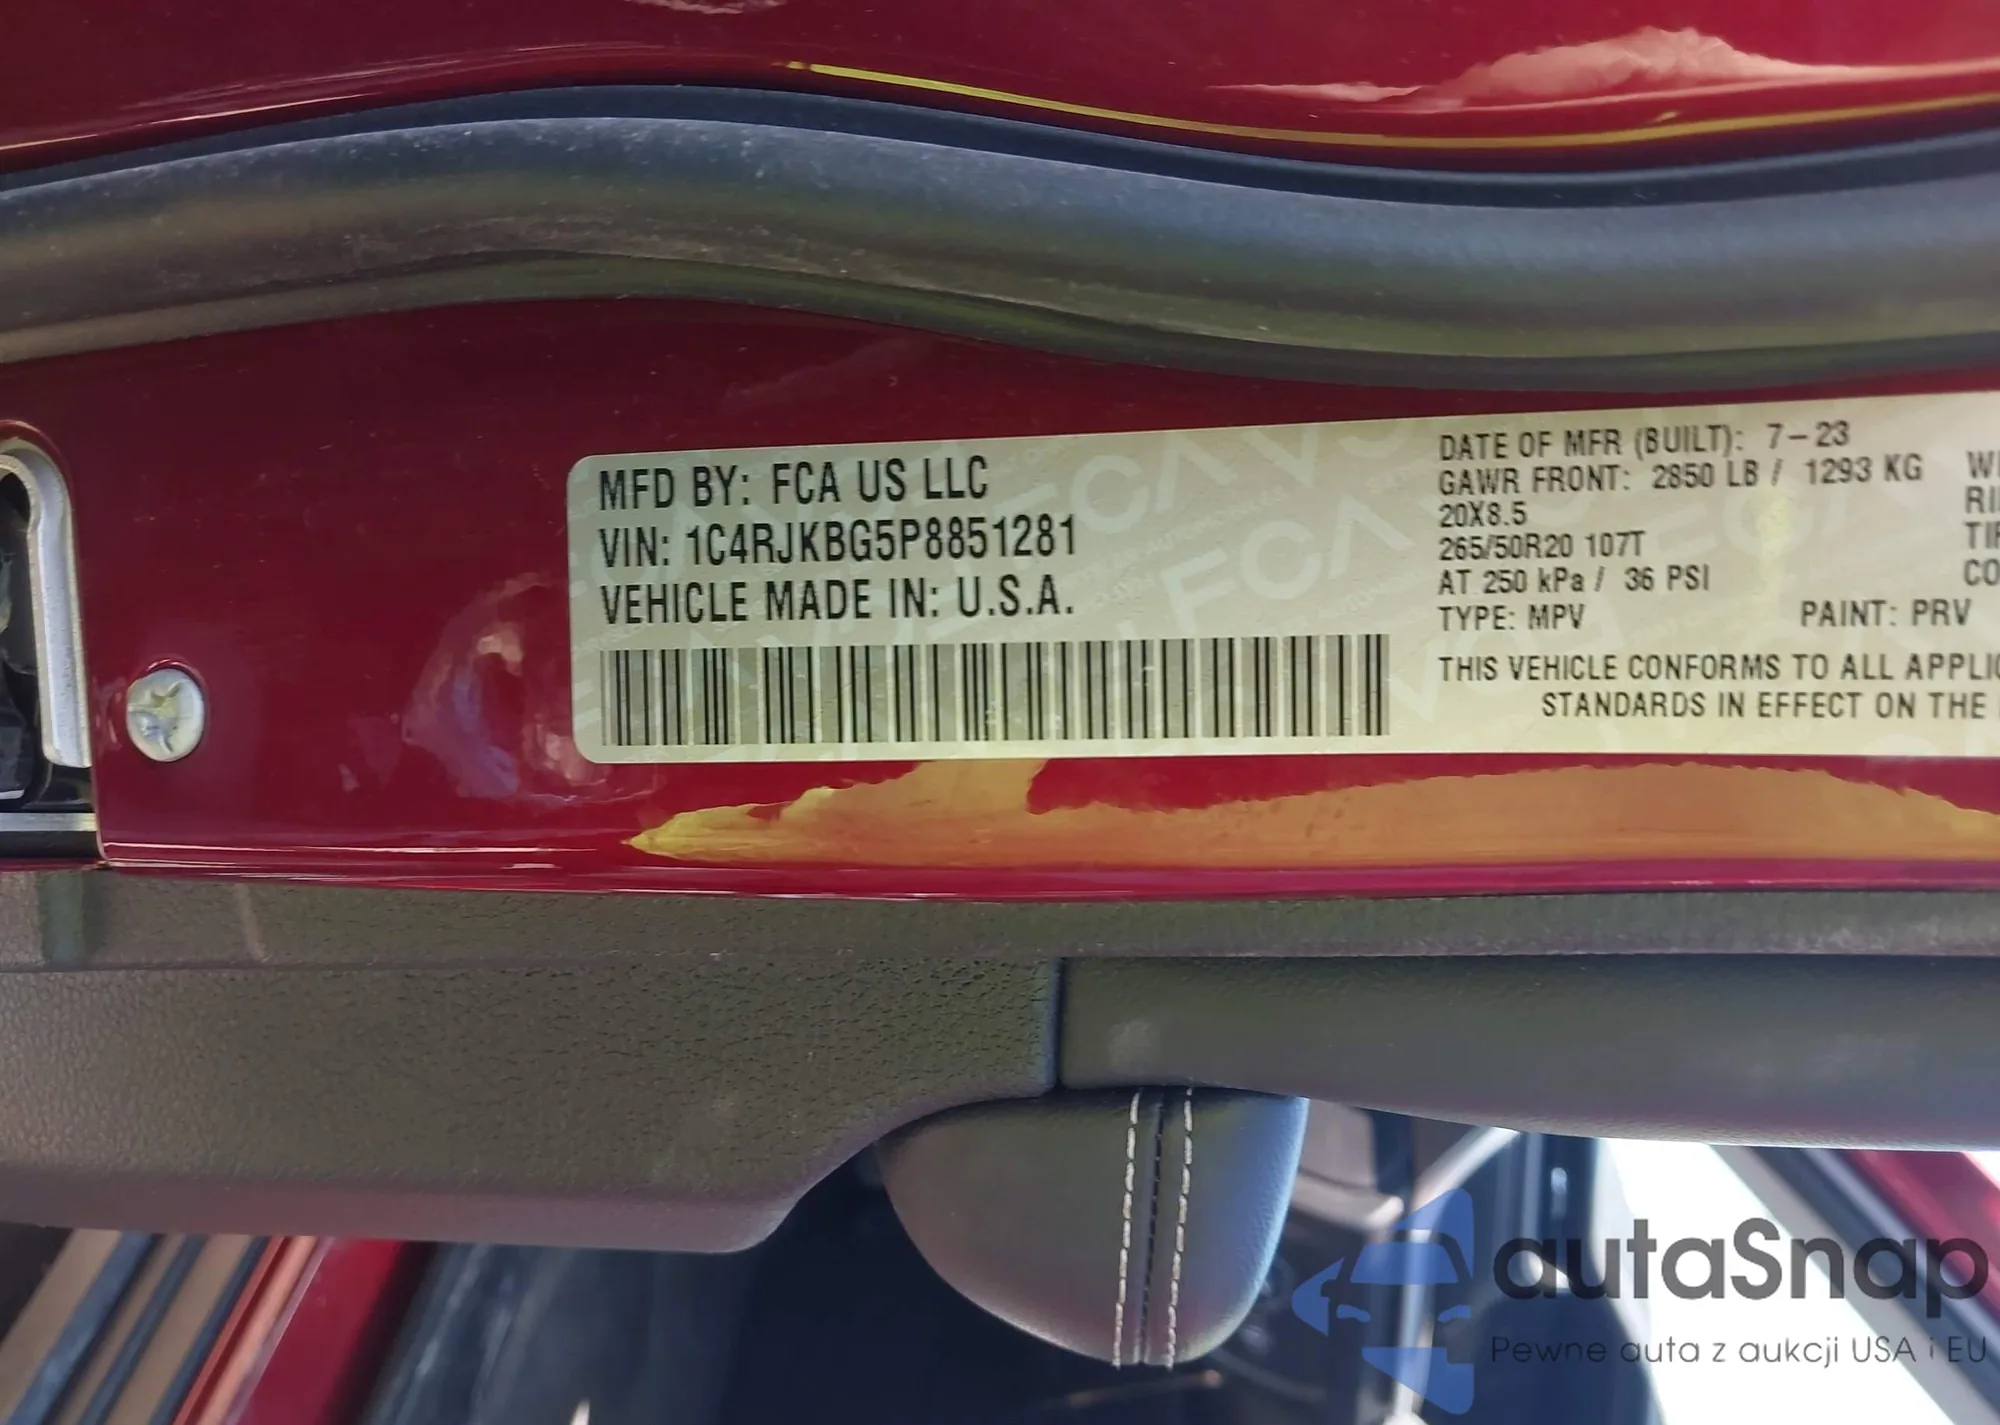 MFD BY: FCA US LLC
VIN: 1C4RJKBG5P8851281
VEHICLE MADE IN: U.S.A.
DATE OF MFR (BUILT): 7-23
GAWR FRONT: 2850 LB / 1293 KG
20X8.5
265/50R20 107T
AT 250 kPa / 36 PSI
TYPE: MPV PAINT: PRV
THIS VEHICLE CONFORMS TO ALL
STANDARDS IN EFFECT ON THE
autaSnap
Pewne auta z aukcji USA i EU